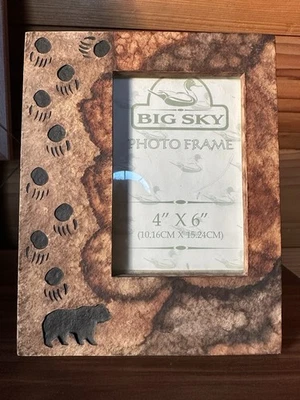 BIG SKY
PHOTO FRAME
4" X 6"
(10.16CM X 15.24CM)